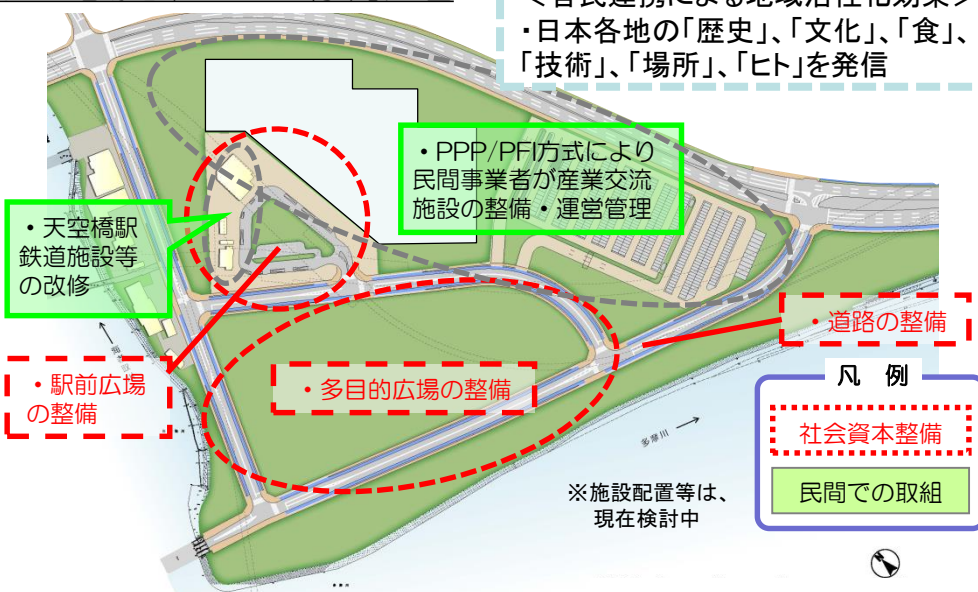 ・日本各地の「歴史」、「文化」、「食」、
「技術」、「場所」、「ヒト」を発信
・PPP/PFI方式により
民間事業者が産業交流
施設の整備・運営管理
・天空橋駅
鉄道施設等
の改修
・道路の整備
・駅前広場
の整備
・多目的広場の整備
凡 例
社会資本整備
民間での取組
多摩川
※施設配置等は、
現在検討中